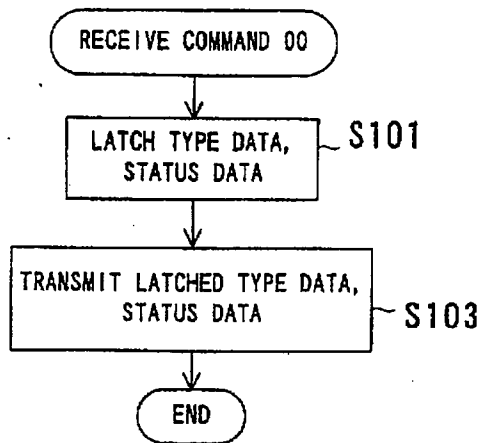 RECEIVE COMMAND 00
LATCH TYPE DATA,
STATUS DATA
S101
TRANSMIT LATCHED TYPE DATA,
STATUS DATA
S103
END